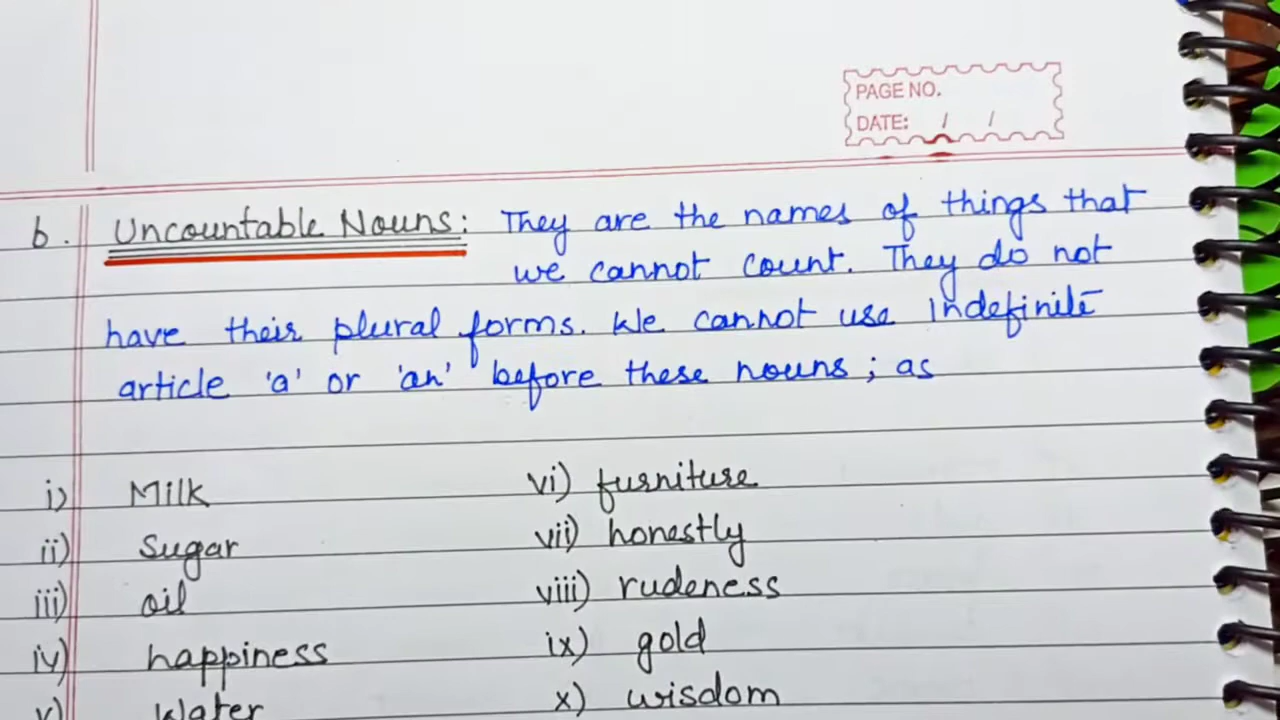 PAGE NO.
DATE: / /
b. Uncountable Nouns: They are the names of things that
we cannot count. They do not
have their plural forms. We cannot use indefinite
article 'a' or 'an' before these nouns; as
i) Milk vi) furniture
ii) Sugar vii) honestly
iii) oil viii) rudeness
iv) happiness ix) gold
v) Water x) wisdom